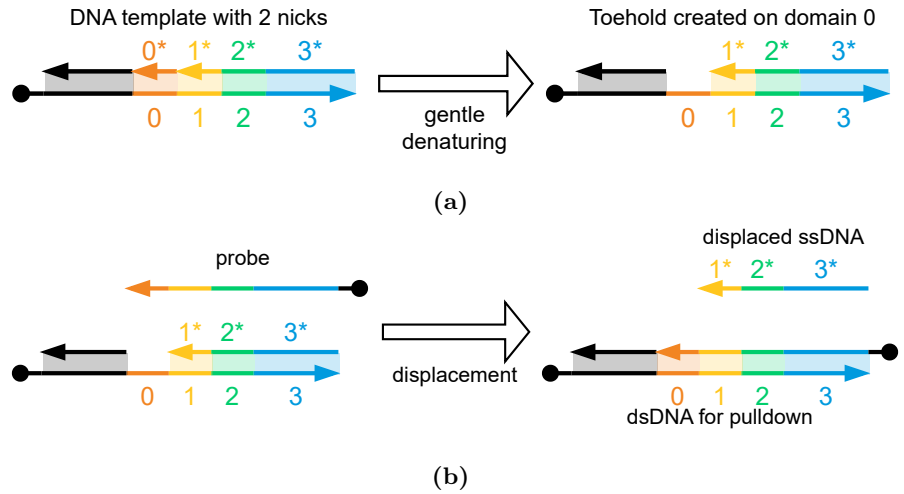 DNA template with 2 nicks
0* 1* 2* 3*
0 1 2 3
gentle
denaturing
Toehold created on domain 0
1* 2* 3*
0 1 2 3
(a)
probe
1* 2* 3*
0 1 2 3
displacement
displaced ssDNA
1* 2* 3*
0 1 2 3
dsDNA for pulldown
(b)